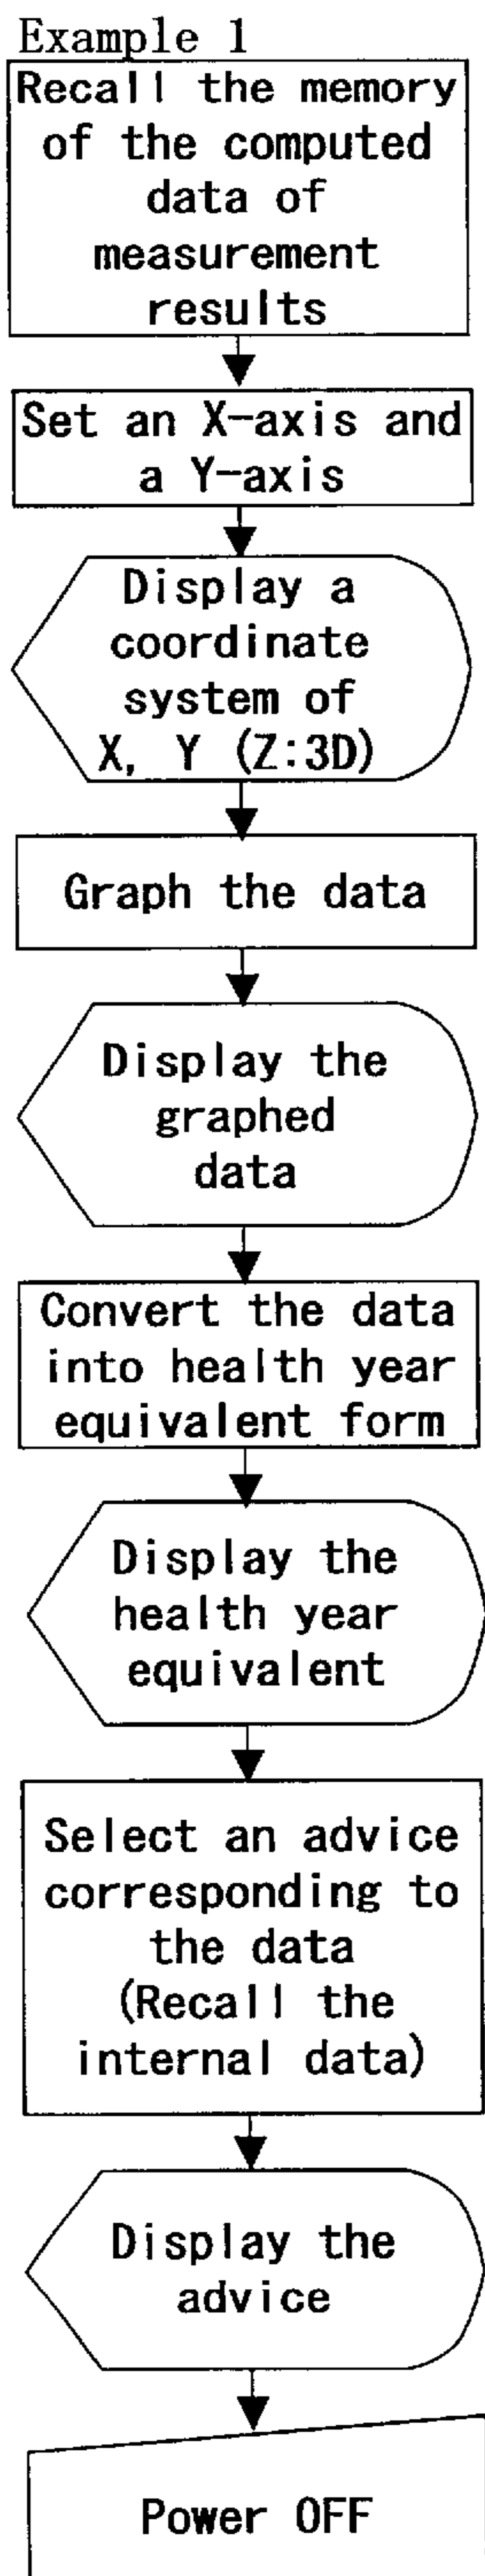 Example 1
Recall the memory
of the computed
data of
measurement
results
Set an X-axis and
a Y-axis
Display a
coordinate
system of
X, Y (Z:3D)
Graph the data
Display the
graphed
data
Convert the data
into health year
equivalent form
Display the
health year
equivalent
Select an advice
corresponding to
the data
(Recall the
internal data)
Display the
advice
Power OFF